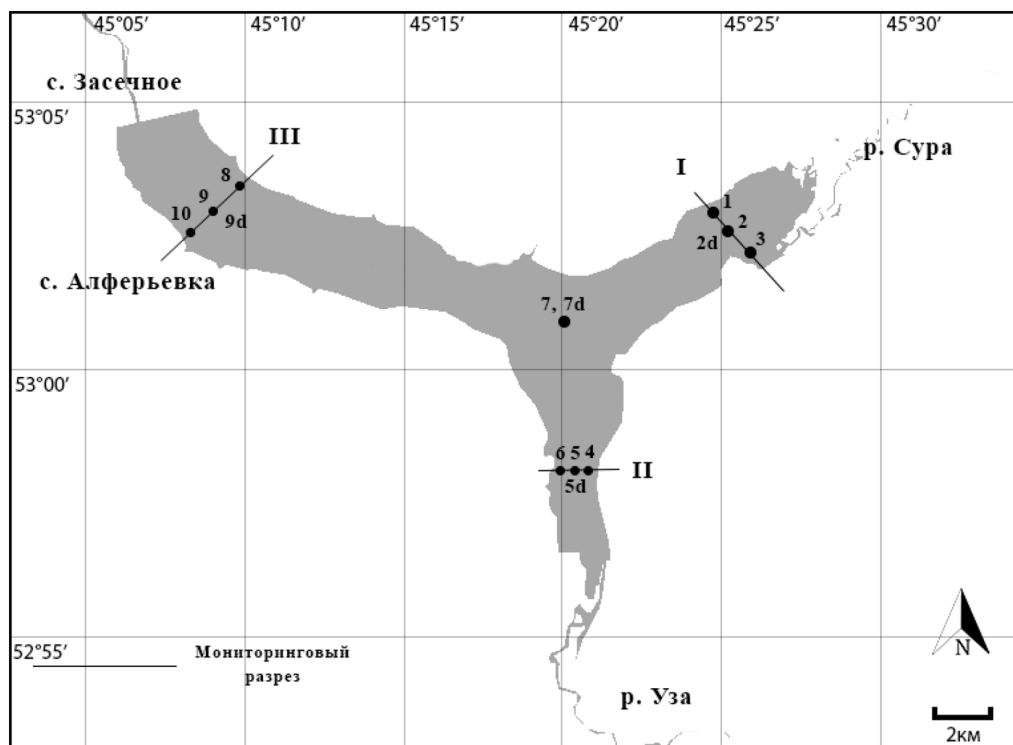 45°05′ 45°10′ 45°20′ 45°25′ 45°30′
с. Засечное
53°05′
III
р. Сура
I
8
9
10
9d
1
2
2d
3
с. Алферьевка
7, 7d
53°00′
6 5 4
5d
II
52°55′
Мониторинговый
разрез
р. Уза
N
2км